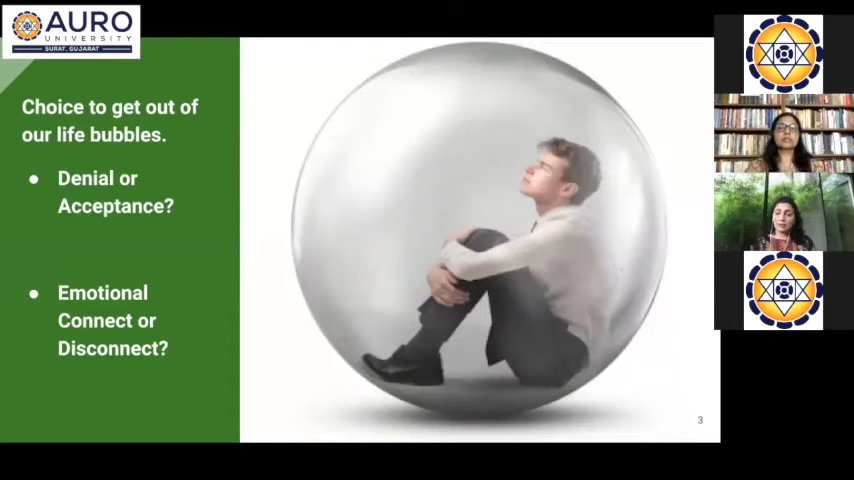 AURO
UNIVERSITY
SURAT. GUJARAT
Choice to get out of
our life bubbles.
● Denial or
Acceptance?
● Emotional
Connect or
Disconnect?
3